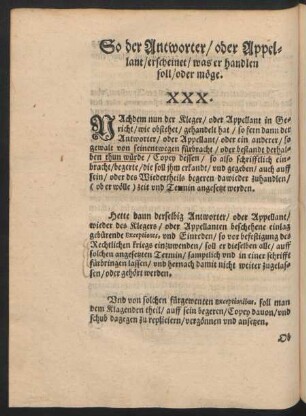 So der Antworter / oder Appel-
lant / erscheinet / was er handlen
soll / oder möge.
XXX.
NAchdem nun der Kleger / oder Appellant in Ge-
richt / wie obstehet / gehandelt hat / so fern dann der
Antworter / oder Appellant / oder ein anderer / so
gewalt von seinentwegen fürbracht / oder bestandt derhal-
ben thun würde / Copey dessen / so also schrifftlich ein-
bracht / begerte / die soll ihm erkandt / vnd gegeben / auch auff
sein / oder des Wiedertheils begeren dawider zuhandlen /
( ob er wölle ) zeit vnd Termin angesetzt werden.
Hette dann derselbig Antworter / oder Appellant /
wieder des Klegers / oder Appellanten beschehene einlag
gebürende Exceptiones, vnd Einreden / so vor befestigung des
Rechtlichen kriegs einzuwenden / soll er dieselben alle / auff
solchen angesetzten Termin / samptlich vnd in einer schrifft
fürbringen lassen / vnd hernach damit nicht weiter zugelas-
sen / oder gehört werden.
Vnd von solchen fürgewenten Exceptionibus, soll man
dem Klagenden theil / auff sein begeren / Copey dauon / vnd
schub dagegen zu replicieren / vergönnen vnd ansetzen.
Ob